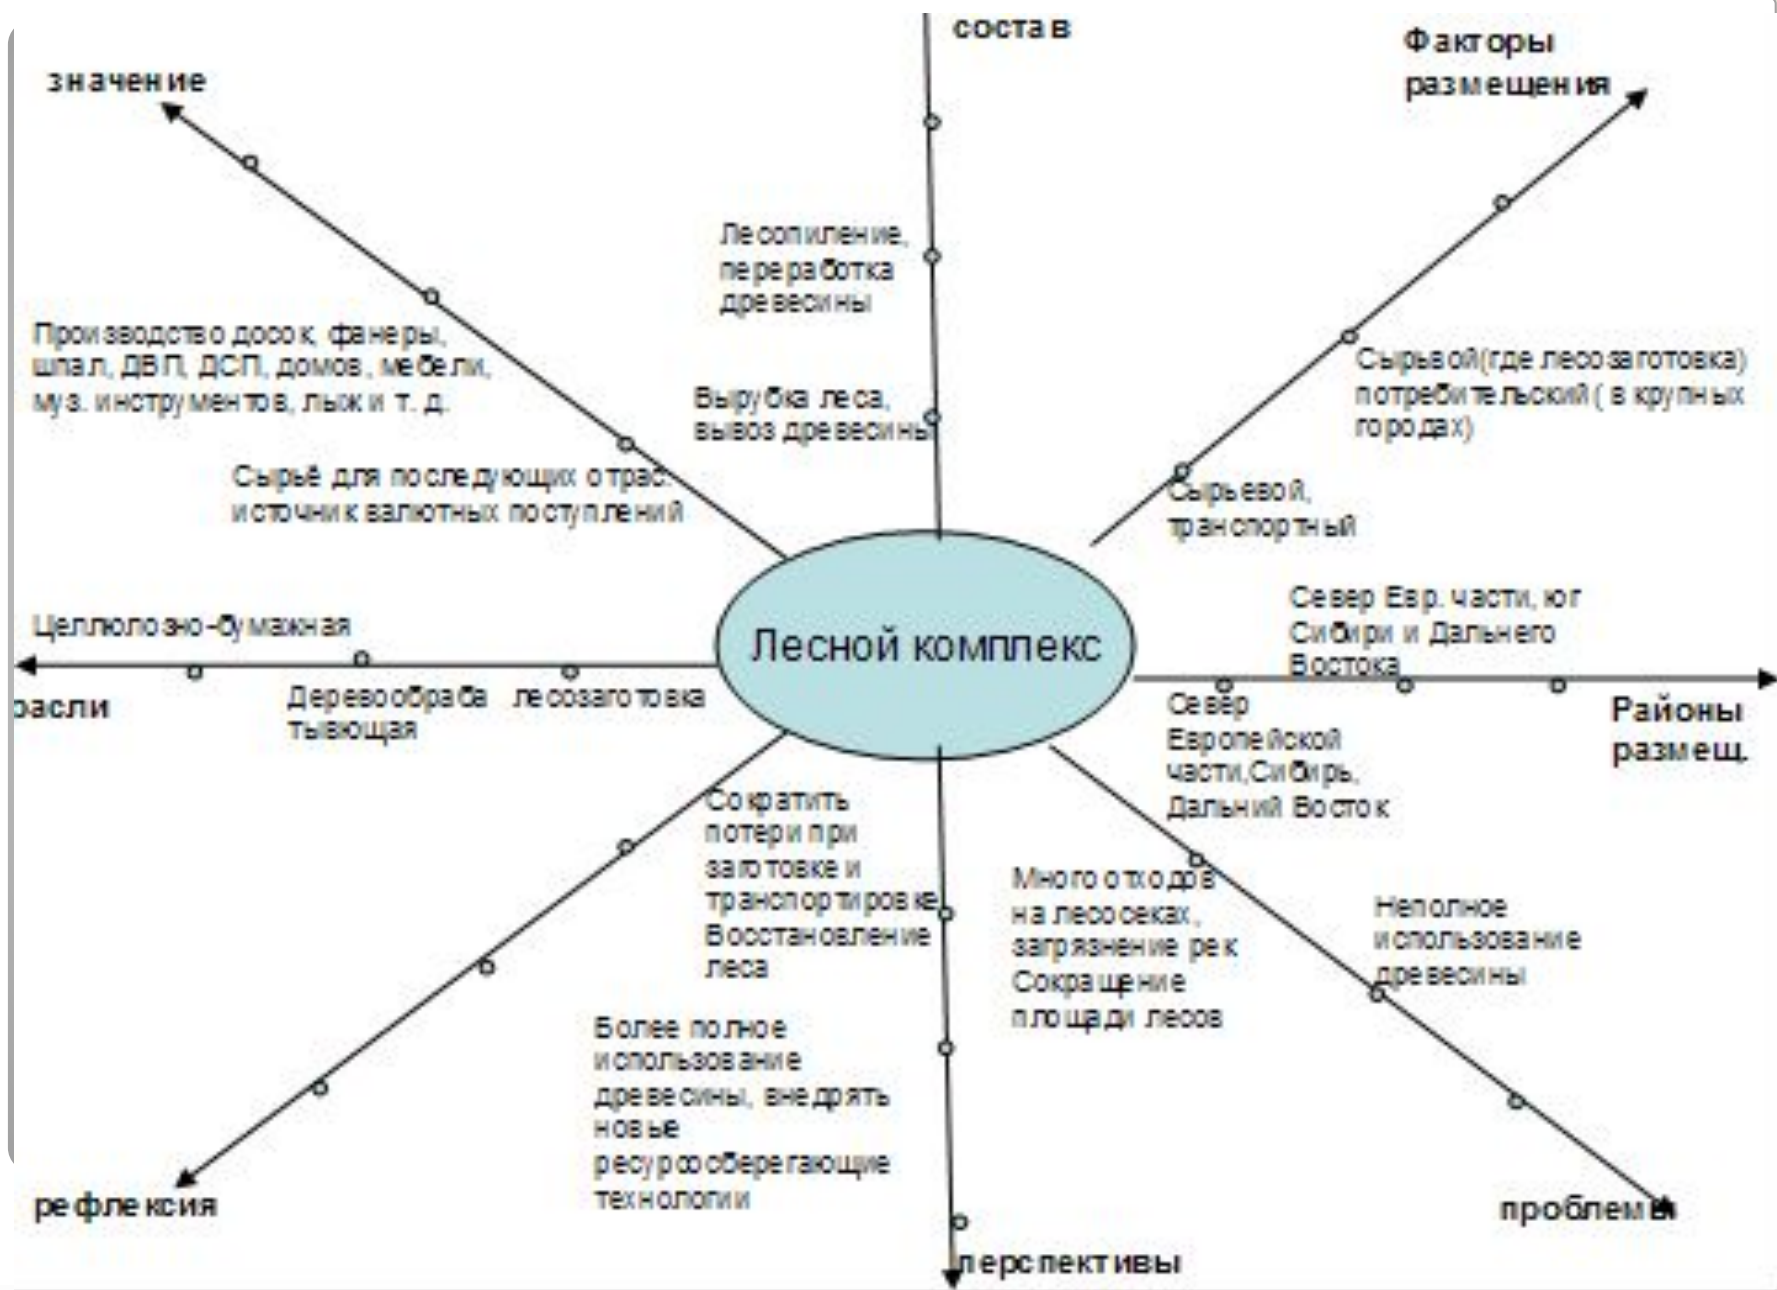 состав
Факторы
размещения
значение
Лесопиление,
переработка
древесины
Производство досок, фанеры,
шпал, ДВП, ДСП, домов, мебели,
муз. инструментов, лыж и т. д.
Сырьвой(где лесозаготовка)
потребительский( в крупных
городах)
Вырубка леса,
вывоз древесины
Сырьё для последующих отрас.
источник валютных поступлений
Сырьевой,
транспортный
Лесной комплекс
Север Евр. части, юг
Сибири и Дальнего
Востока
Целлюлозно-бумажная
Деревообраба
тывающая
лесозаготовка
расли
Районы
размещ.
Север
Европейской
части,Сибирь,
Дальний Восток
Сократить
потери при
заготовке и
транспортировке
Восстановление
леса
Много отходов
на лесосеках,
загрязнение рек
Сокращение
площади лесов
Неполное
использование
древесины
Более полное
использование
древесины, внедрять
новые
ресурсосберегающие
технологии
рефлексия
перспективы
проблемы